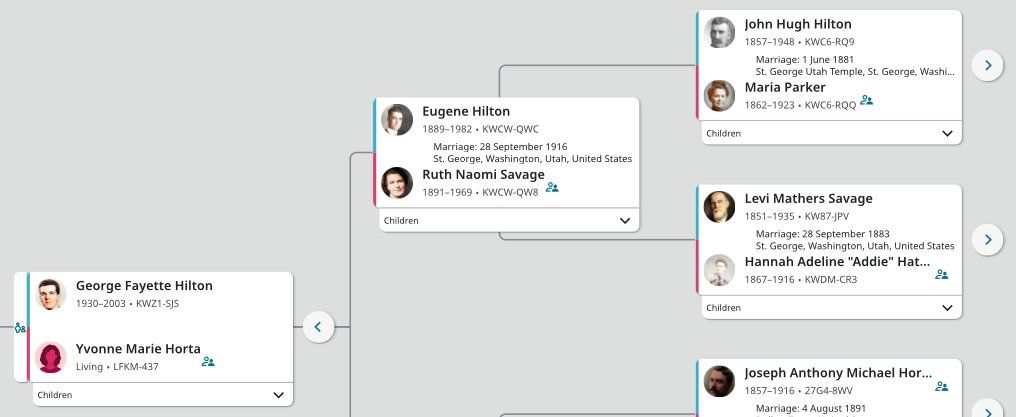 John Hugh Hilton
1857–1948 • KWC6-RQ9
Marriage: 1 June 1881
St. George Utah Temple, St. George, Washi...
Maria Parker
1862–1923 • KWC6-RQQ
Children
Eugene Hilton
1889–1982 • KWCW-QWC
Marriage: 28 September 1916
St. George, Washington, Utah, United States
Ruth Naomi Savage
1891–1969 • KWCW-QW8
Children
Levi Mathers Savage
1851–1935 • KW87-JPV
Marriage: 28 September 1883
St. George, Washington, Utah, United States
Hannah Adeline "Addie" Hat...
1867–1916 • KWDM-CR3
Children
George Fayette Hilton
1930–2003 • KWZ1-SJS
Yvonne Marie Horta
Living • LFKM-437
Children
Joseph Anthony Michael Hor...
1857–1916 • 27G4-8WV
Marriage: 4 August 1891